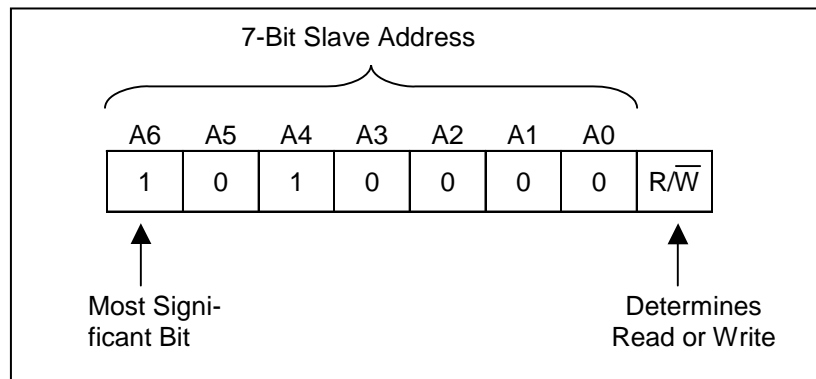 7-Bit Slave Address
A6 A5 A4 A3 A2 A1 A0
1 0 1 0 0 0 0 R/W̅
Most Signi-
ficant Bit
Determines
Read or Write